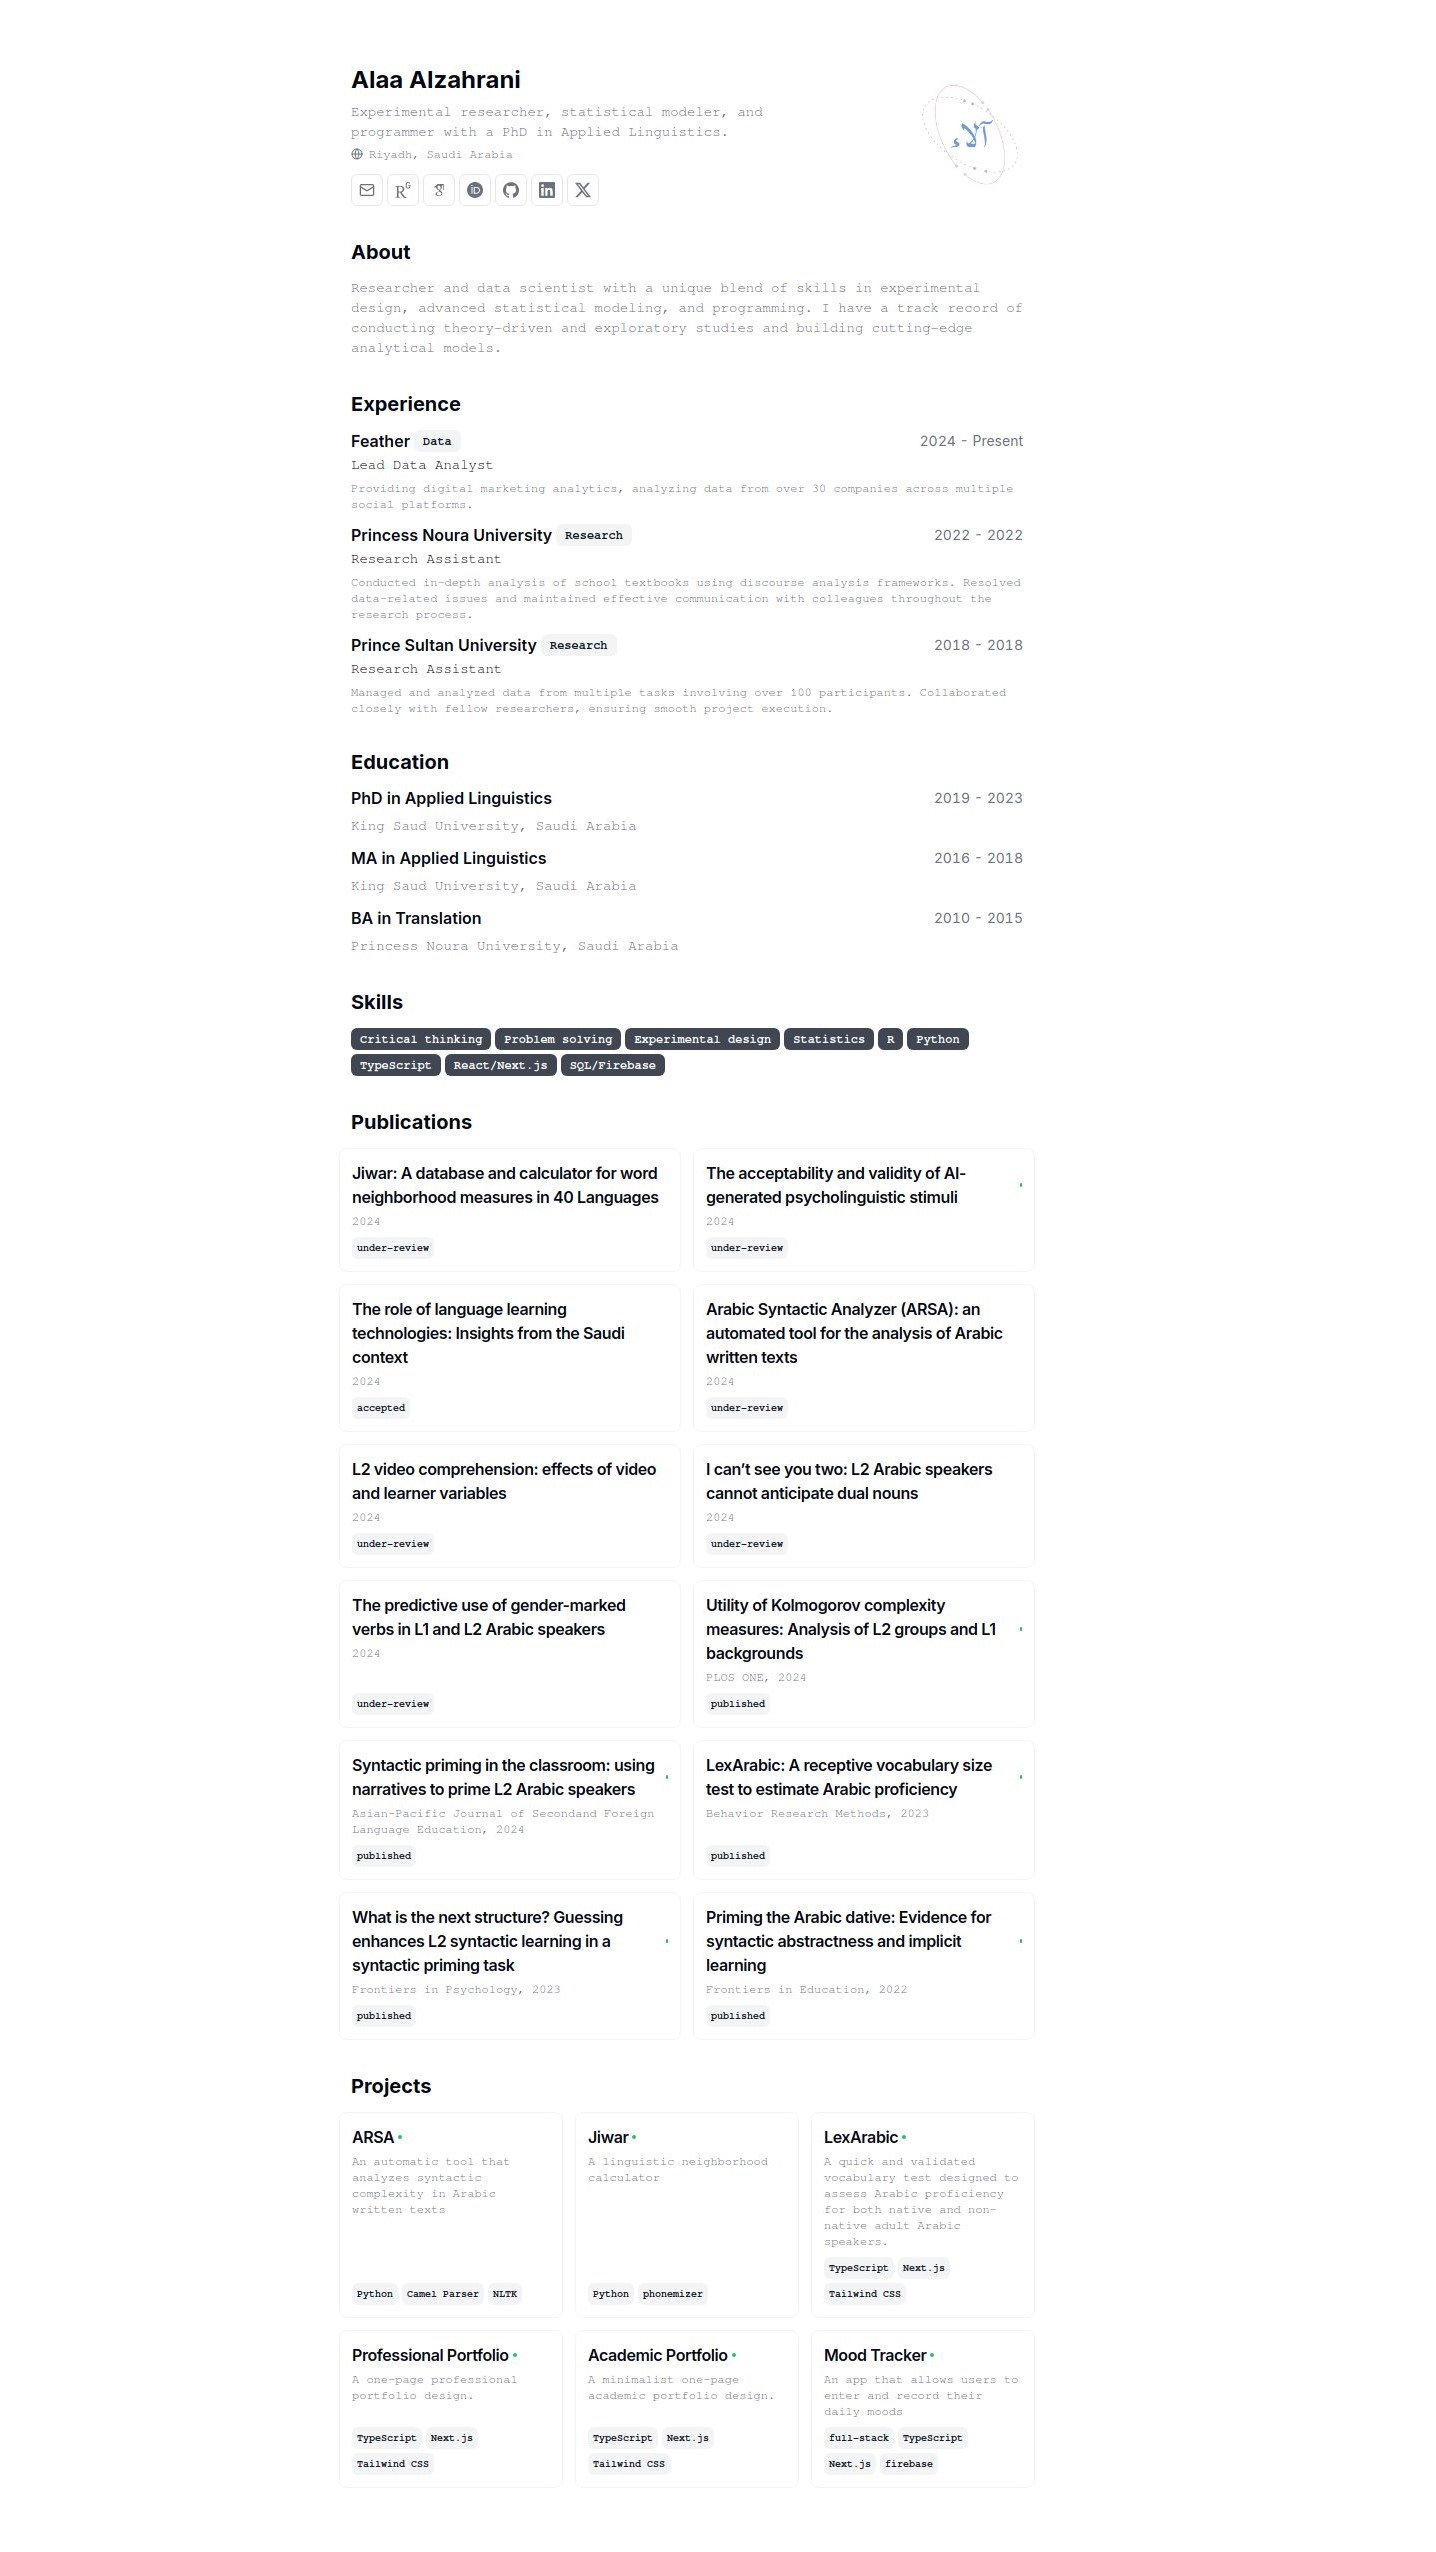 Alaa Alzahrani
Experimental researcher, statistical modeler, and
programmer with a PhD in Applied Linguistics.
Riyadh, Saudi Arabia
آلاء
About
Researcher and data scientist with a unique blend of skills in experimental
design, advanced statistical modeling, and programming. I have a track record of
conducting theory-driven and exploratory studies and building cutting-edge
analytical models.
Experience
Feather Data 2024 - Present
Lead Data Analyst
Providing digital marketing analytics, analyzing data from over 30 companies across multiple
social platforms.
Princess Noura University Research 2022 - 2022
Research Assistant
Conducted in-depth analysis of school textbooks using discourse analysis frameworks. Resolved
data-related issues and maintained effective communication with colleagues throughout the
research process.
Prince Sultan University Research 2018 - 2018
Research Assistant
Managed and analyzed data from multiple tasks involving over 100 participants. Collaborated
closely with fellow researchers, ensuring smooth project execution.
Education
PhD in Applied Linguistics 2019 - 2023
King Saud University, Saudi Arabia
MA in Applied Linguistics 2016 - 2018
King Saud University, Saudi Arabia
BA in Translation 2010 - 2015
Princess Noura University, Saudi Arabia
Skills
Critical thinking Problem solving Experimental design Statistics R Python
TypeScript React/Next.js SQL/Firebase
Publications
Jiwar: A database and calculator for word
neighborhood measures in 40 Languages
2024
under-review
The acceptability and validity of AI-
generated psycholinguistic stimuli
2024
under-review
The role of language learning
technologies: Insights from the Saudi
context
2024
accepted
Arabic Syntactic Analyzer (ARSA): an
automated tool for the analysis of Arabic
written texts
2024
under-review
L2 video comprehension: effects of video
and learner variables
2024
under-review
I can’t see you two: L2 Arabic speakers
cannot anticipate dual nouns
2024
under-review
The predictive use of gender-marked
verbs in L1 and L2 Arabic speakers
2024
under-review
Utility of Kolmogorov complexity
measures: Analysis of L2 groups and L1
backgrounds
PLOS ONE, 2024
published
Syntactic priming in the classroom: using
narratives to prime L2 Arabic speakers
Asian-Pacific Journal of Secondand Foreign
Language Education, 2024
published
LexArabic: A receptive vocabulary size
test to estimate Arabic proficiency
Behavior Research Methods, 2023
published
What is the next structure? Guessing
enhances L2 syntactic learning in a
syntactic priming task
Frontiers in Psychology, 2023
published
Priming the Arabic dative: Evidence for
syntactic abstractness and implicit
learning
Frontiers in Education, 2022
published
Projects
ARSA
An automatic tool that
analyzes syntactic
complexity in Arabic
written texts
Python Camel Parser NLTK
Jiwar
A linguistic neighborhood
calculator
Python phonemizer
LexArabic
A quick and validated
vocabulary test designed to
assess Arabic proficiency
for both native and non-
native adult Arabic
speakers.
TypeScript Next.js
Tailwind CSS
Professional Portfolio
A one-page professional
portfolio design.
TypeScript Next.js
Tailwind CSS
Academic Portfolio
A minimalist one-page
academic portfolio design.
TypeScript Next.js
Tailwind CSS
Mood Tracker
An app that allows users to
enter and record their
daily moods
full-stack TypeScript
Next.js firebase